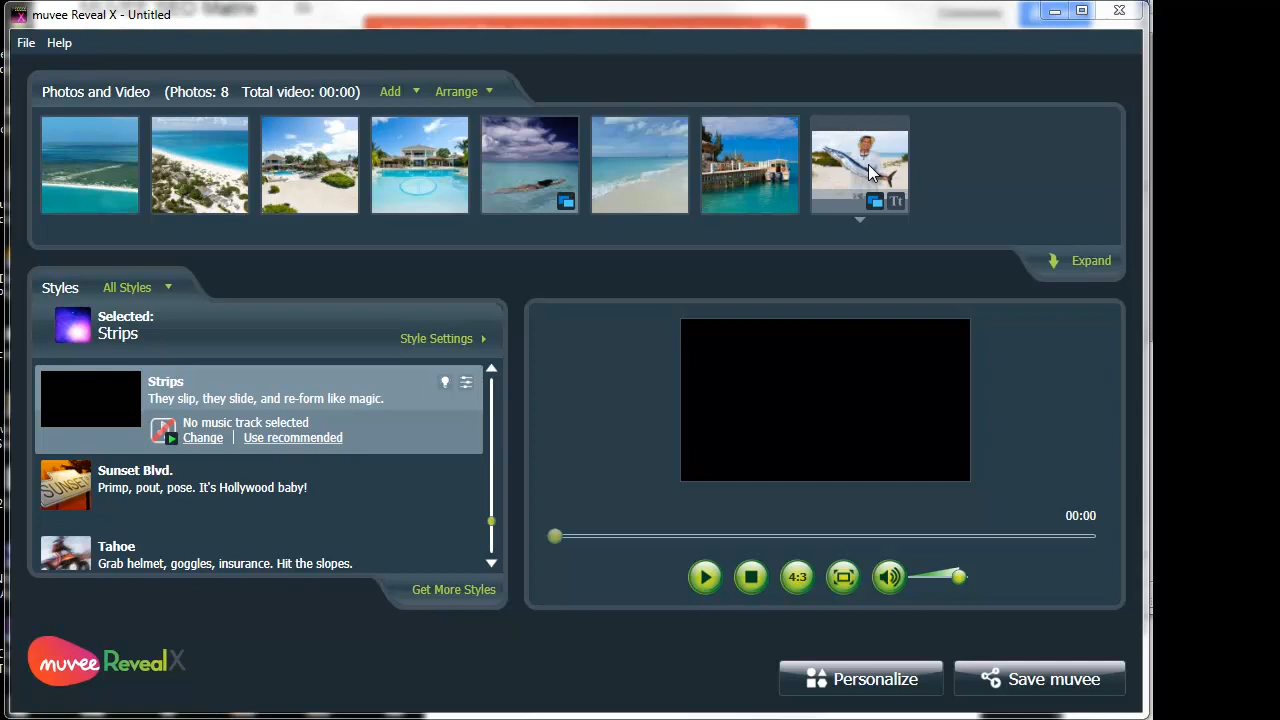 muvee Reveal X - Untitled
File Help
Photos and Video (Photos: 8 Total video: 00:00) Add Arrange
Tt
Expand
Styles All Styles
Selected:
Strips
Style Settings
Strips
They slip, they slide, and re-form like magic.
No music track selected
Change | Use recommended
Sunset Blvd.
Primp, pout, pose. It's Hollywood baby!
SUNSET
Tahoe
Grab helmet, goggles, insurance. Hit the slopes.
Get More Styles
00:00
4:3
muvee Reveal X
Personalize
Save muvee